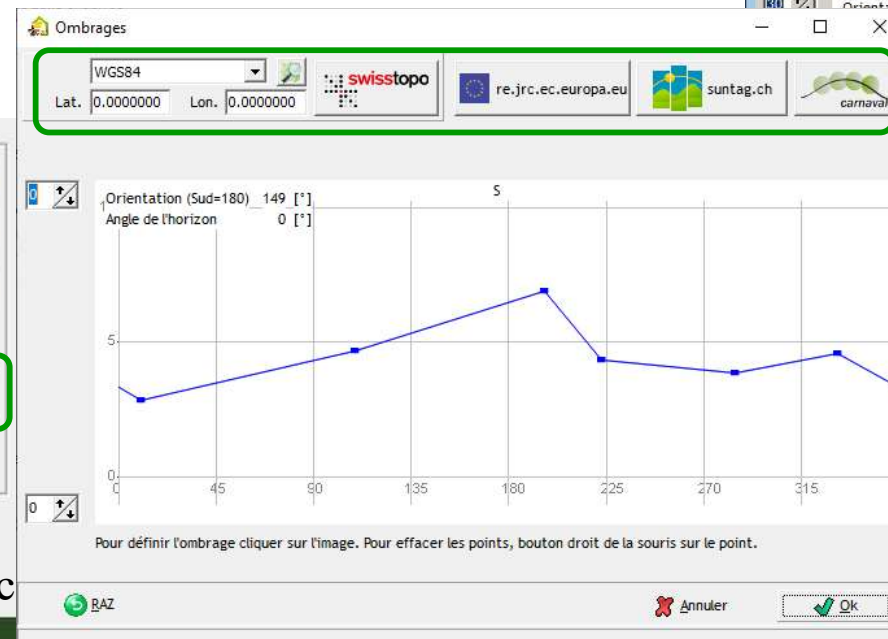 Orienta
Ombrages
WGS84
Lat. 0.0000000 Lon. 0.0000000
swisstopo
re.jrc.ec.europa.eu
suntag.ch
carnaval
0
S
Orientation (Sud=180) 149 [°]
Angle de l'horizon 0 [°]
5
0
0 45 90 135 180 225 270 315
0
Pour définir l'ombrage cliquer sur l'image. Pour effacer les points, bouton droit de la souris sur le point.
c
RAZ Annuler Ok